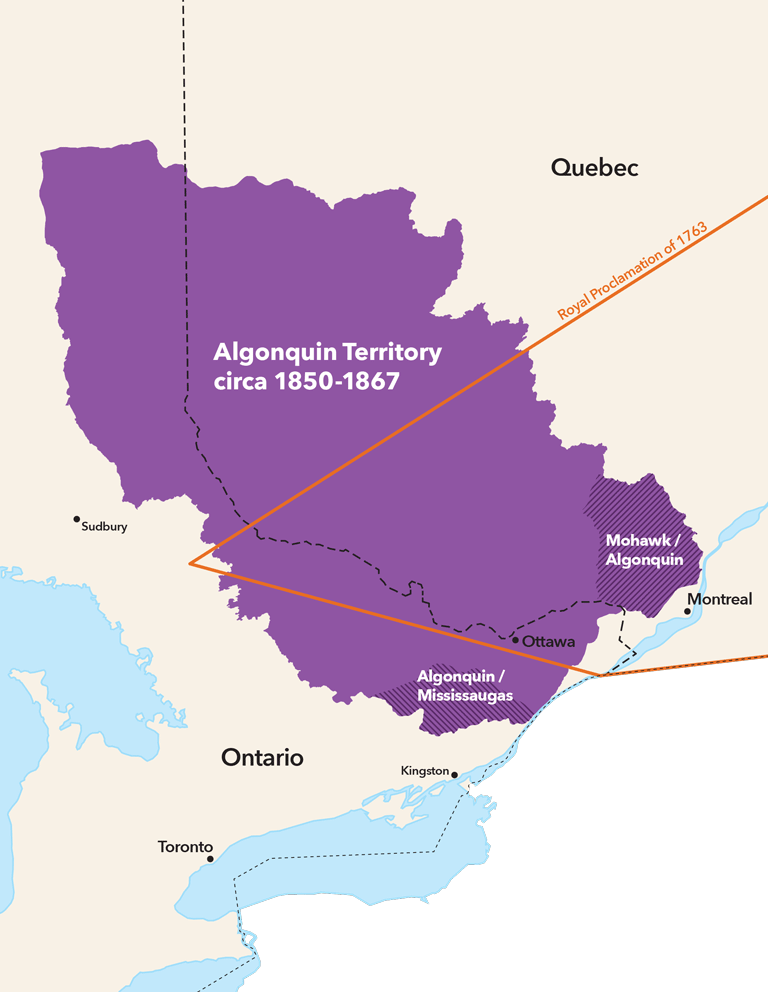 Quebec
Royal Proclamation of 1763
Algonquin Territory
circa 1850-1867
Sudbury
Mohawk /
Algonquin
Montreal
Ottawa
Algonquin /
Mississaugas
Ontario
Kingston
Toronto